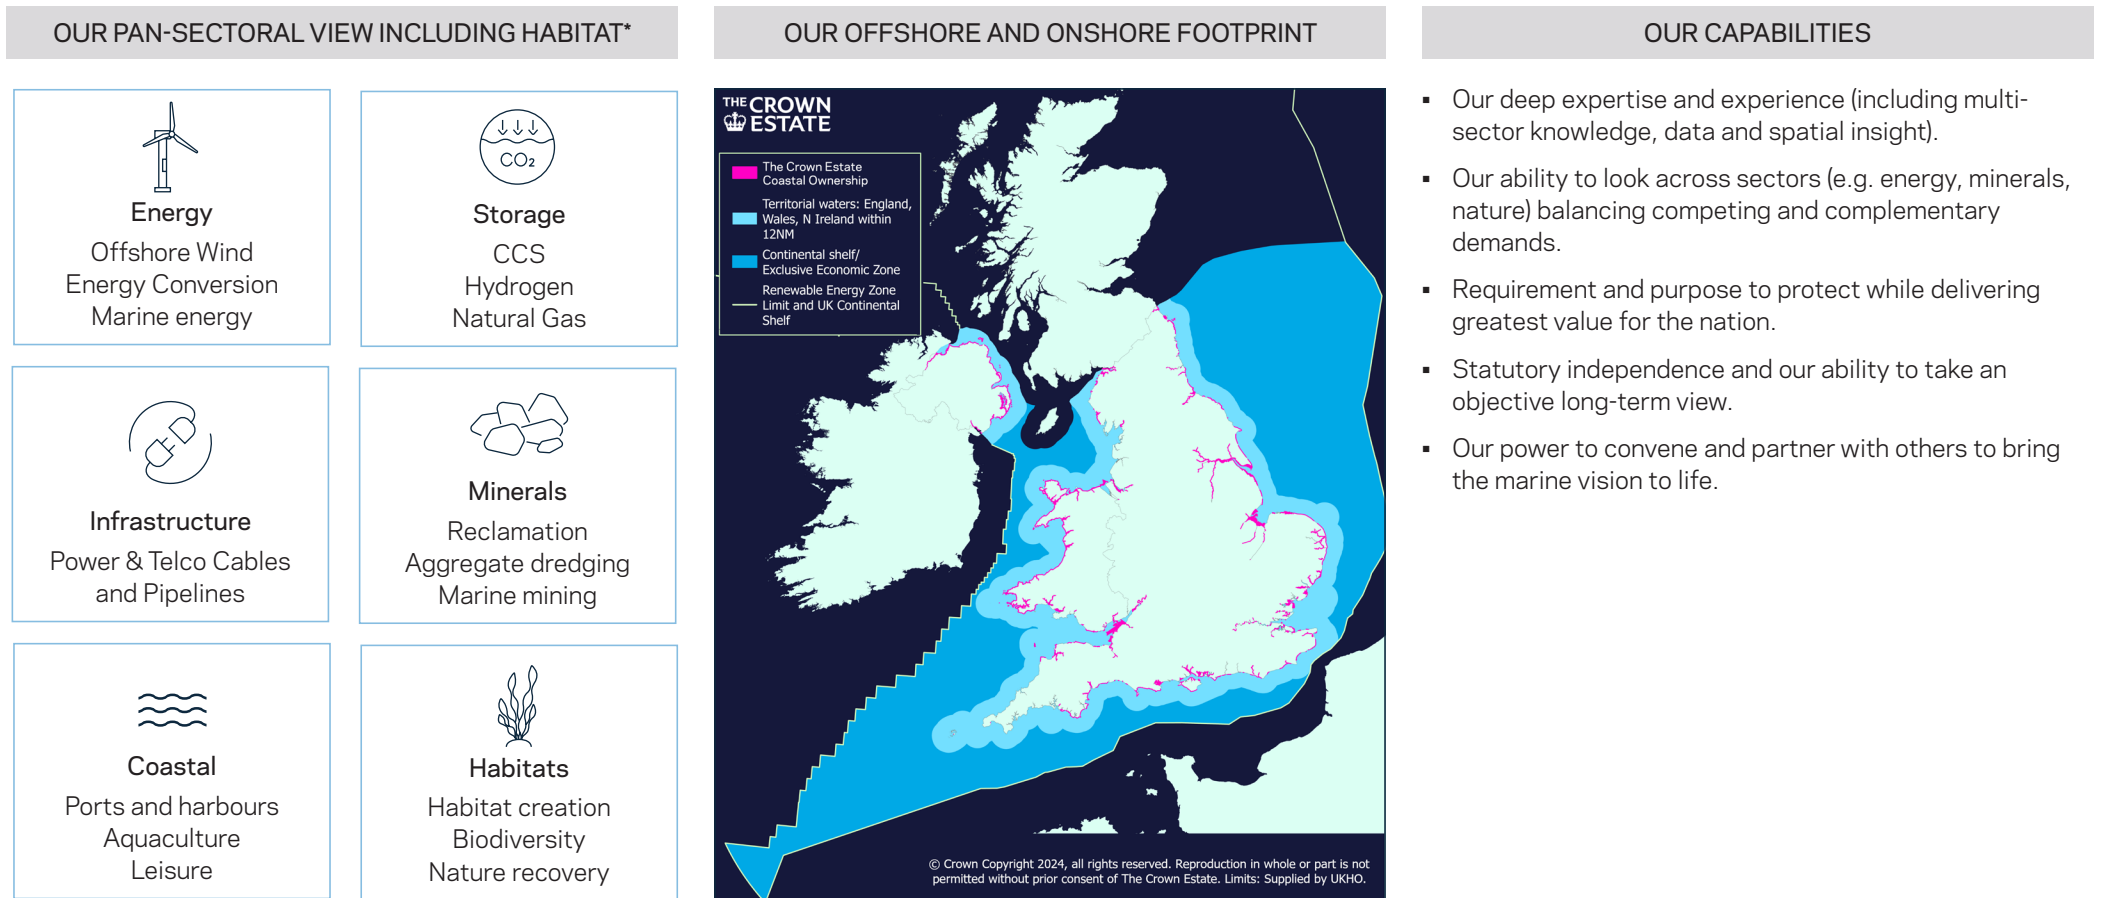 OUR PAN-SECTORAL VIEW INCLUDING HABITAT*
Energy
Offshore Wind
Energy Conversion
Marine energy
CO₂
Storage
CCS
Hydrogen
Natural Gas
Infrastructure
Power & Telco Cables
and Pipelines
Minerals
Reclamation
Aggregate dredging
Marine mining
Coastal
Ports and harbours
Aquaculture
Leisure
Habitats
Habitat creation
Biodiversity
Nature recovery
OUR OFFSHORE AND ONSHORE FOOTPRINT
THE CROWN
ESTATE
The Crown Estate
Coastal Ownership
Territorial waters: England,
Wales, N Ireland within
12NM
Continental shelf/
Exclusive Economic Zone
Renewable Energy Zone
Limit and UK Continental
Shelf
© Crown Copyright 2024, all rights reserved. Reproduction in whole or part is not
permitted without prior consent of The Crown Estate. Limits: Supplied by UKHO.
OUR CAPABILITIES
▪ Our deep expertise and experience (including multi-
sector knowledge, data and spatial insight).
▪ Our ability to look across sectors (e.g. energy, minerals,
nature) balancing competing and complementary
demands.
▪ Requirement and purpose to protect while delivering
greatest value for the nation.
▪ Statutory independence and our ability to take an
objective long-term view.
▪ Our power to convene and partner with others to bring
the marine vision to life.